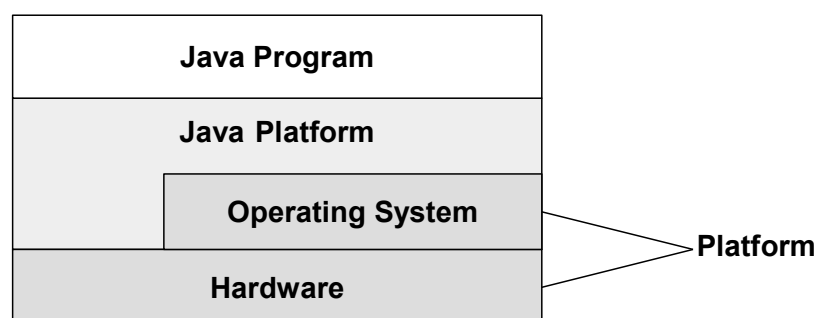 Java Program
Java Platform
Operating System
Platform
Hardware